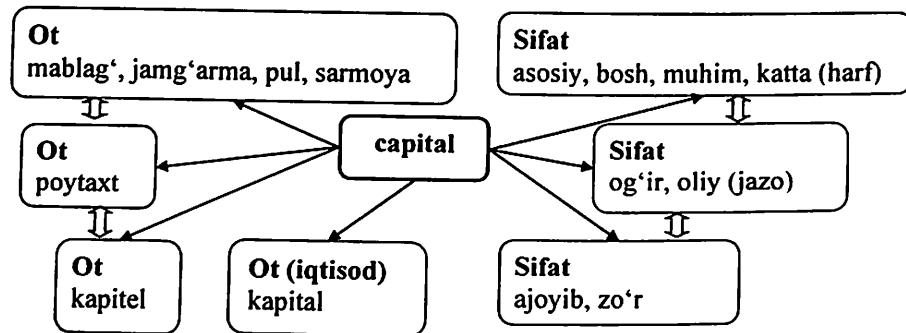 Ot
mablag‘, jamg‘arma, pul, sarmoya
Sifat
asosiy, bosh, muhim, katta (harf)
capital
Ot
poytaxt
Sifat
og‘ir, oliy (jazo)
Ot
kapitel
Ot (iqtisod)
kapital
Sifat
ajoyib, zo‘r